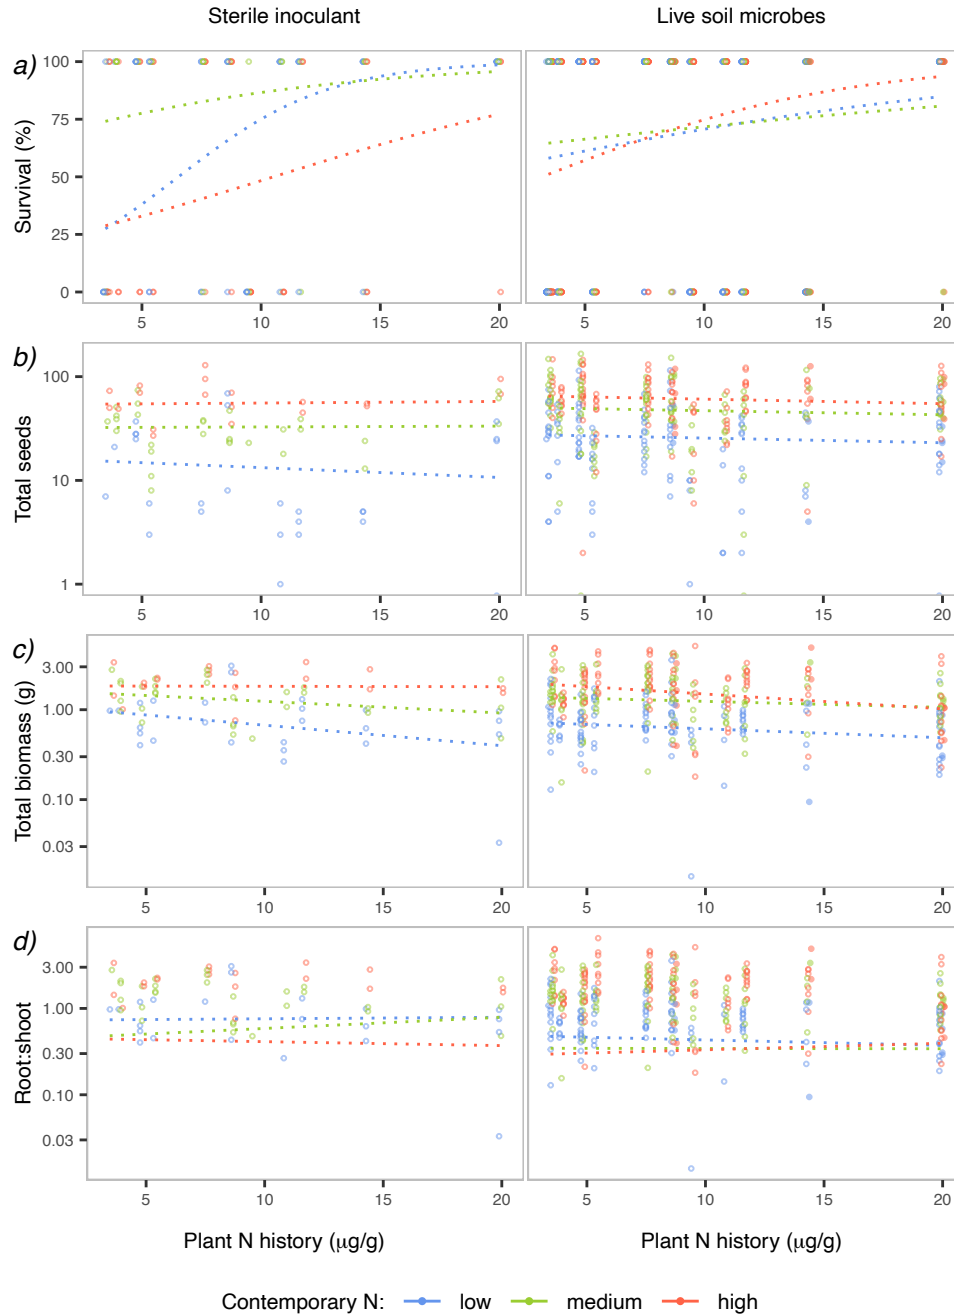 Sterile inoculant Live soil microbes
a)
Survival (%)
100
75
50
25
0
5 10 15 20 5 10 15 20
b)
Total seeds
100
10
1
5 10 15 20 5 10 15 20
c)
Total biomass (g)
3.00
1.00
0.30
0.10
0.03
5 10 15 20 5 10 15 20
d)
Root:shoot
3.00
1.00
0.30
0.10
0.03
5 10 15 20 5 10 15 20
Plant N history (μg/g) Plant N history (μg/g)
Contemporary N: low medium high